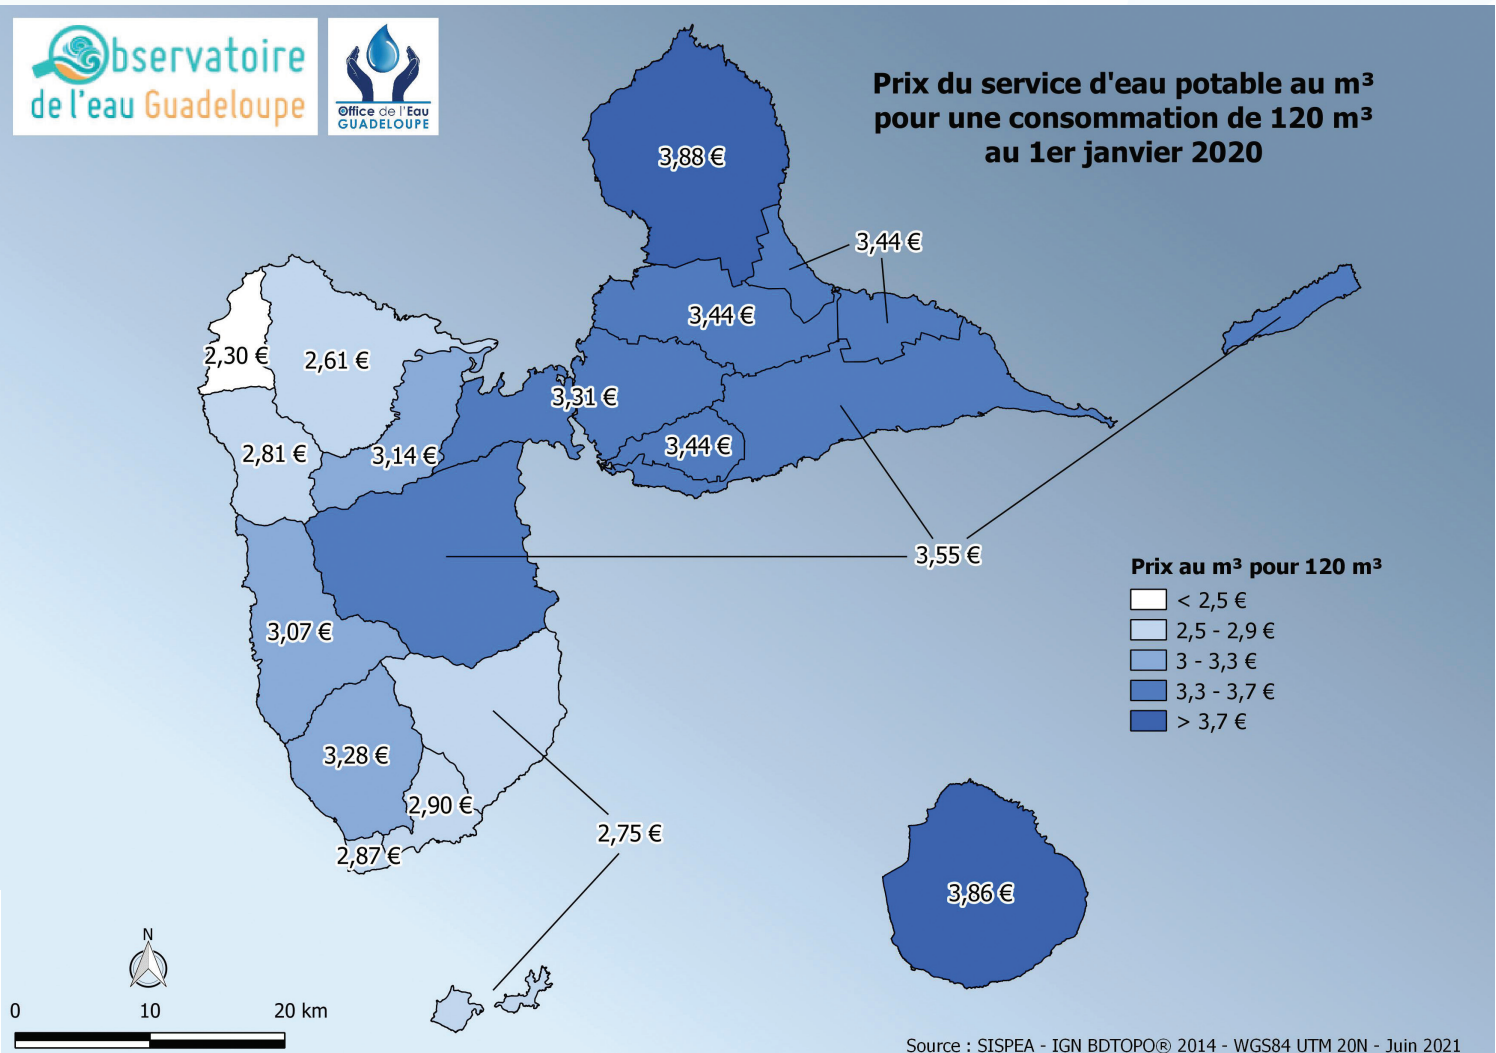 Observatoire
de l'eau Guadeloupe
Office de l'Eau
GUADELOUPE
Prix du service d'eau potable au m³
pour une consommation de 120 m³
au 1er janvier 2020
3,88 €
3,44 €
3,44 €
2,30 €
2,61 €
3,31 €
3,44 €
2,81 €
3,14 €
3,55 €
3,07 €
3,28 €
2,90 €
2,75 €
2,87 €
3,86 €
Prix au m³ pour 120 m³
< 2,5 €
2,5 - 2,9 €
3 - 3,3 €
3,3 - 3,7 €
> 3,7 €
N
0 10 20 km
Source : SISPEA - IGN BDTOPO® 2014 - WGS84 UTM 20N - Juin 2021